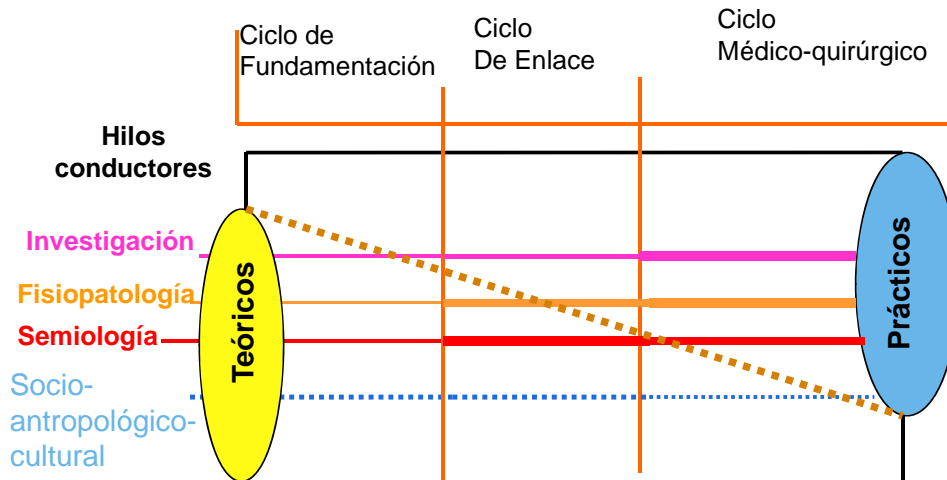 Ciclo de
Fundamentación
Ciclo
De Enlace
Ciclo
Médico-quirúrgico
Hilos
conductores
Investigación
Fisiopatología
Semiología
Socio-
antropológico-
cultural
Teóricos
Prácticos